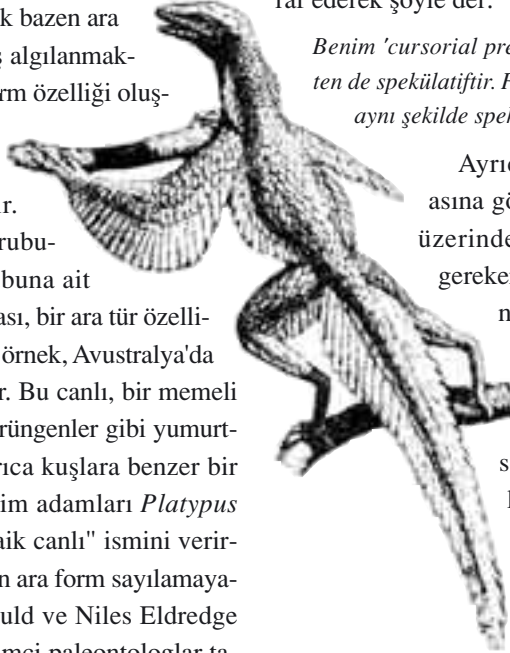 k bazen ara
ş algılanmak-
rm özelliği oluş-
ir.
rubu-
buna ait
ası, bir ara tür özelli-
örnek, Avustralya'da
r. Bu canlı, bir memeli
rüngenler gibi yumurt-
rıca kuşlara benzer bir
im adamları Platypus
aik canlı" ismini verir-
n ara form sayılamaya-
uld ve Niles Eldredge
mci paleontologlar ta-
raf ederek şöyle der:
Benim 'cursorial pre
ten de spekülatiftir. F
aynı şekilde spek
Ayrıc
asına gö
üzerinde
gereken
n
s